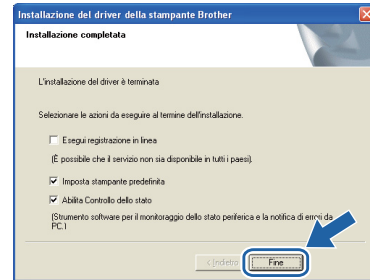 Installazione del driver della stampante Brother
Installazione completata
L'installazione del driver è terminata
Selezionare le azioni da eseguire al termine dell'installazione.
Esegui registrazione in linea
(È possibile che il servizio non sia disponibile in tutti i paesi).
Imposta stampante predefinita
Abilita Controllo dello stato
(Strumento software per il monitoraggio dello stato periferica e la notifica di errori da
PC.)
< Indietro
Fine